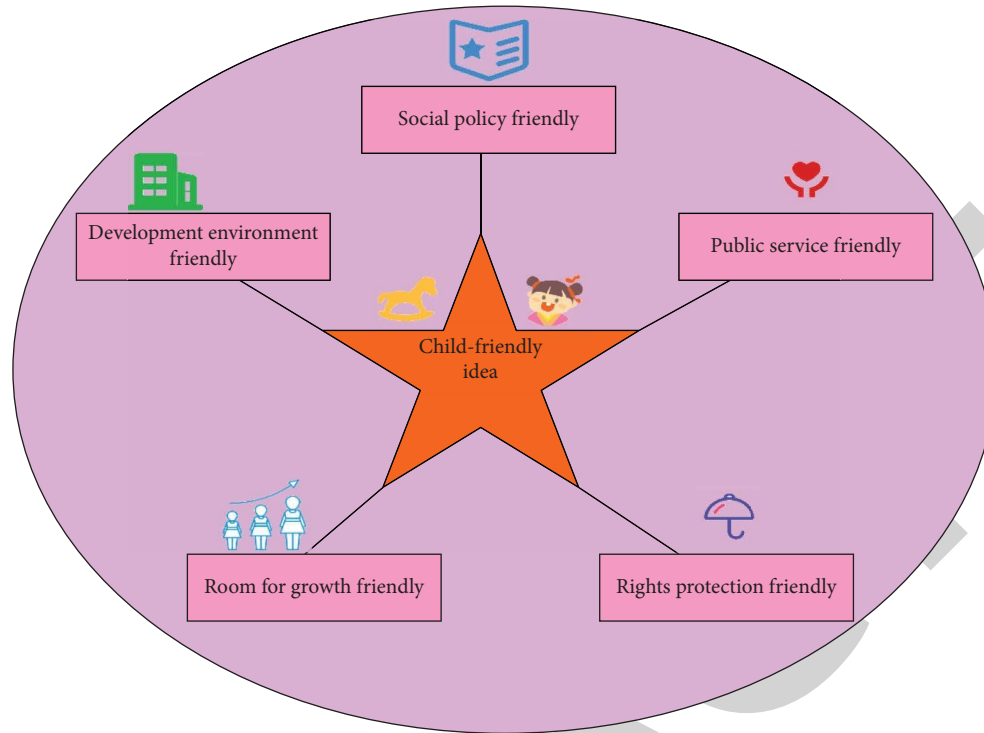 Social policy friendly
Development environment
friendly
Public service friendly
Child-friendly
idea
Room for growth friendly
Rights protection friendly